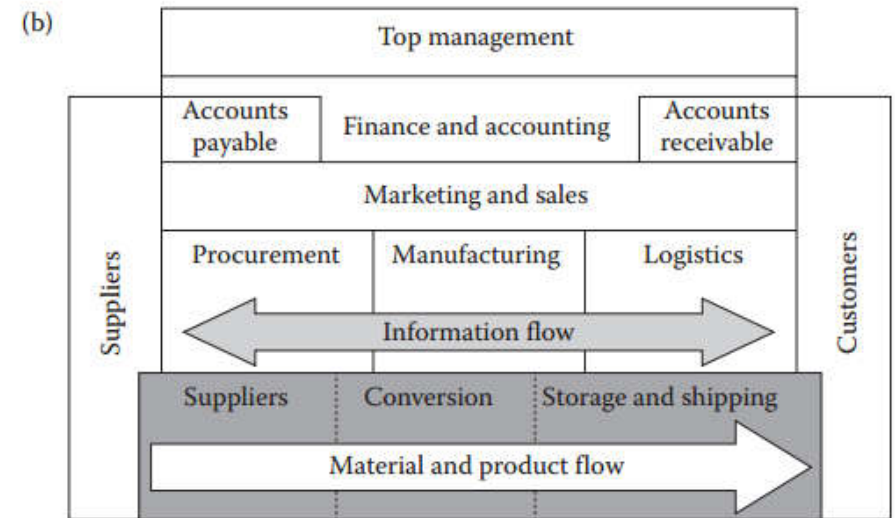 (b)
Top management
Accounts
payable
Finance and accounting
Accounts
receivable
Marketing and sales
Procurement
Manufacturing
Logistics
Suppliers
Information flow
Customers
Suppliers
Conversion
Storage and shipping
Material and product flow